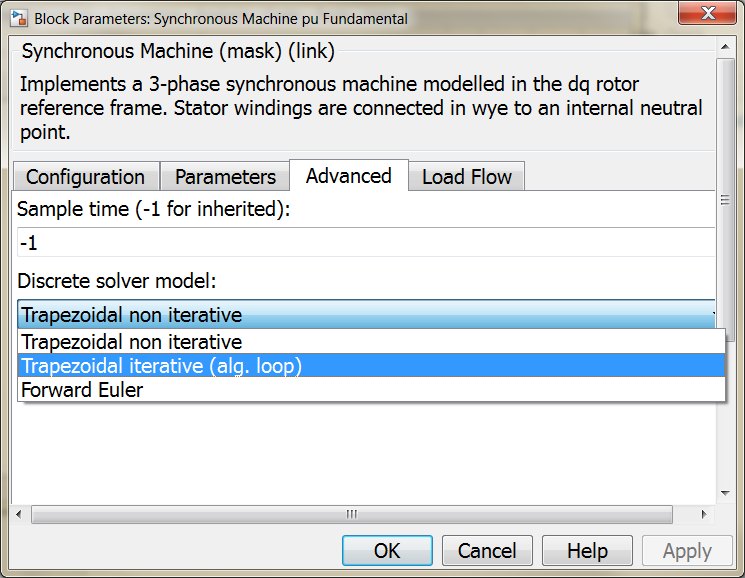 Block Parameters: Synchronous Machine pu Fundamental
Synchronous Machine (mask) (link)
Implements a 3-phase synchronous machine modelled in the dq rotor
reference frame. Stator windings are connected in wye to an internal neutral
point.
Configuration Parameters Advanced Load Flow
Sample time (-1 for inherited):
-1
Discrete solver model:
Trapezoidal non iterative
Trapezoidal non iterative
Trapezoidal iterative (alg. loop)
Forward Euler
OK Cancel Help Apply